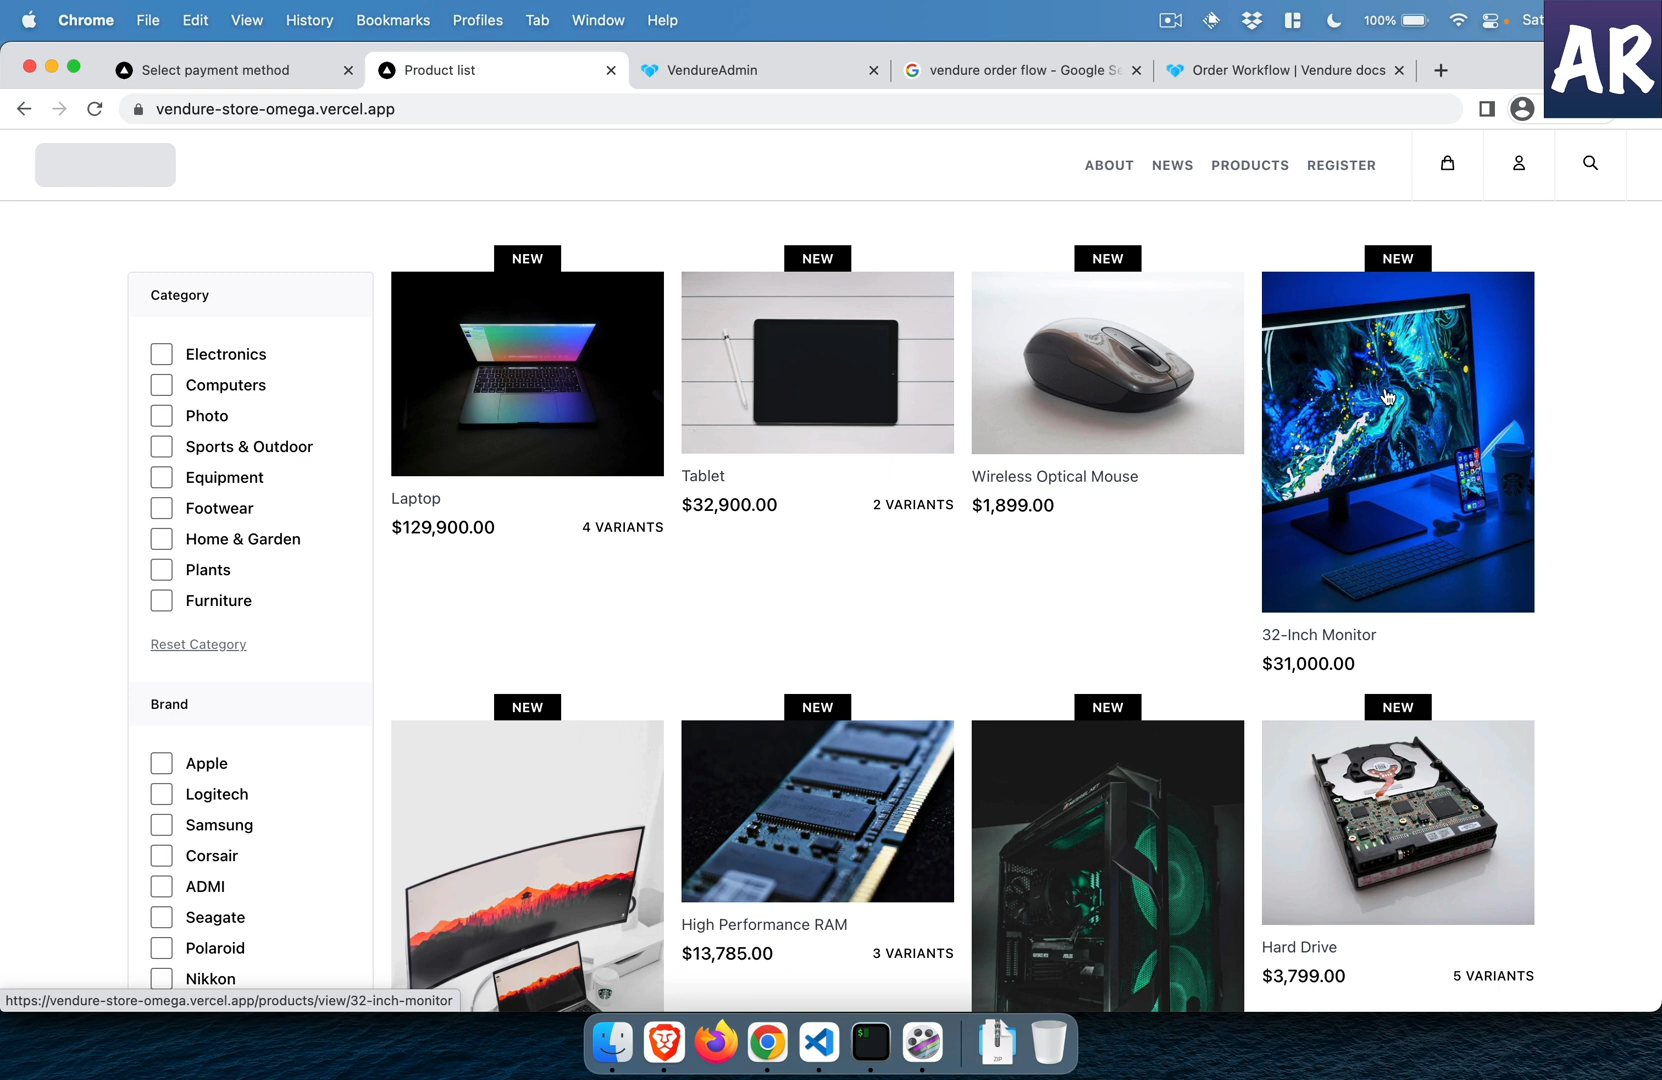 Chrome File Edit View History Bookmarks Profiles Tab Window Help 100% Sat
AR
Select payment method
Product list
VendureAdmin
vendure order flow - Google Se
Order Workflow | Vendure docs
vendure-store-omega.vercel.app
ABOUT NEWS PRODUCTS REGISTER
Category
Electronics
Computers
Photo
Sports & Outdoor
Equipment
Footwear
Home & Garden
Plants
Furniture
Reset Category
Brand
Apple
Logitech
Samsung
Corsair
ADMI
Seagate
Polaroid
Nikkon
NEW
Laptop
$129,900.00 4 VARIANTS
NEW
Tablet
$32,900.00 2 VARIANTS
NEW
Wireless Optical Mouse
$1,899.00
NEW
32-Inch Monitor
$31,000.00
NEW
NEW
High Performance RAM
$13,785.00 3 VARIANTS
NEW
NEW
Hard Drive
$3,799.00 5 VARIANTS
https://vendure-store-omega.vercel.app/products/view/32-inch-monitor
ZIP